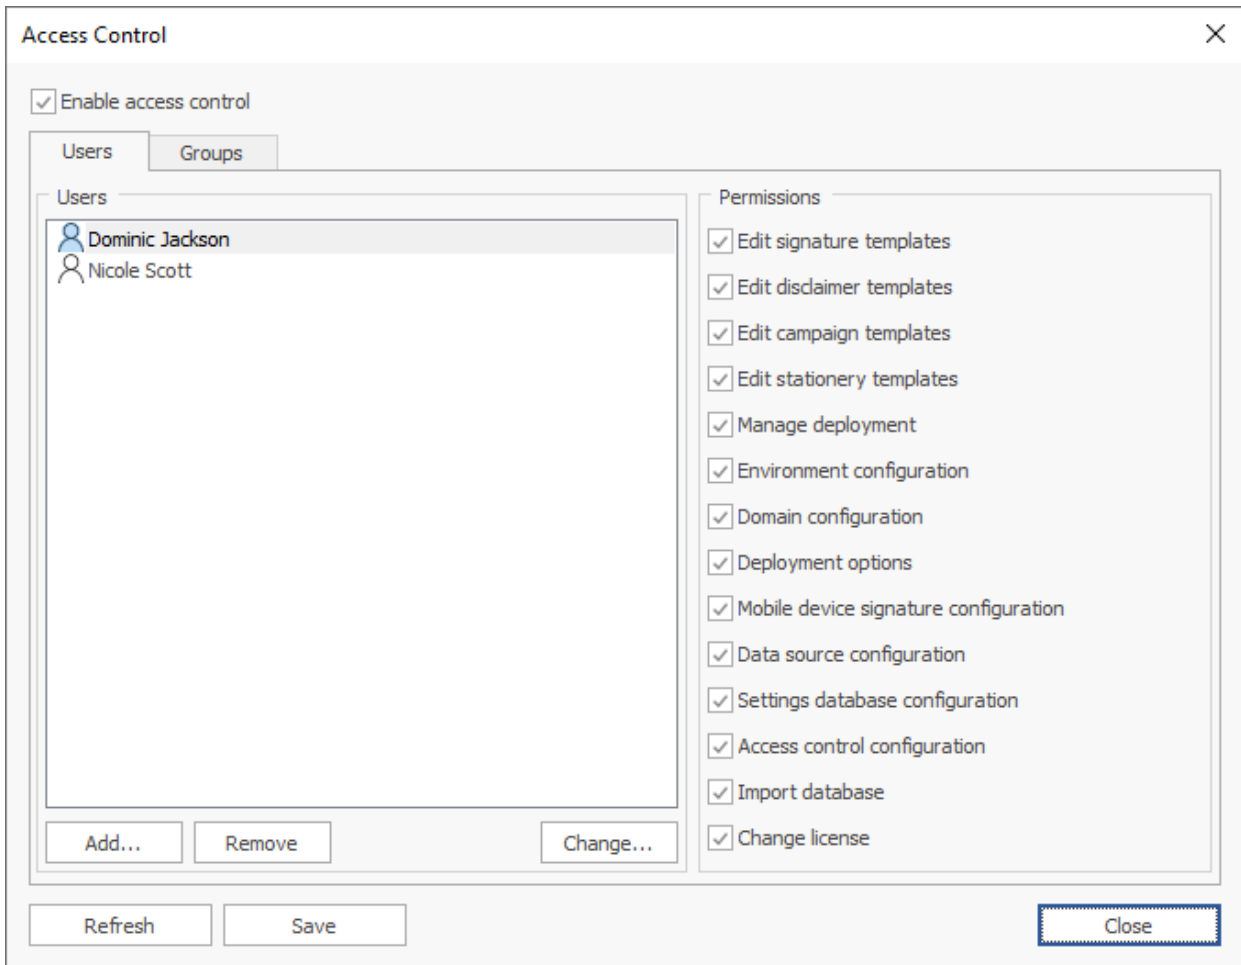 Access Control
Enable access control
Users
Groups
Users
Dominic Jackson
Nicole Scott
Add...
Remove
Change...
Permissions
Edit signature templates
Edit disclaimer templates
Edit campaign templates
Edit stationery templates
Manage deployment
Environment configuration
Domain configuration
Deployment options
Mobile device signature configuration
Data source configuration
Settings database configuration
Access control configuration
Import database
Change license
Refresh
Save
Close